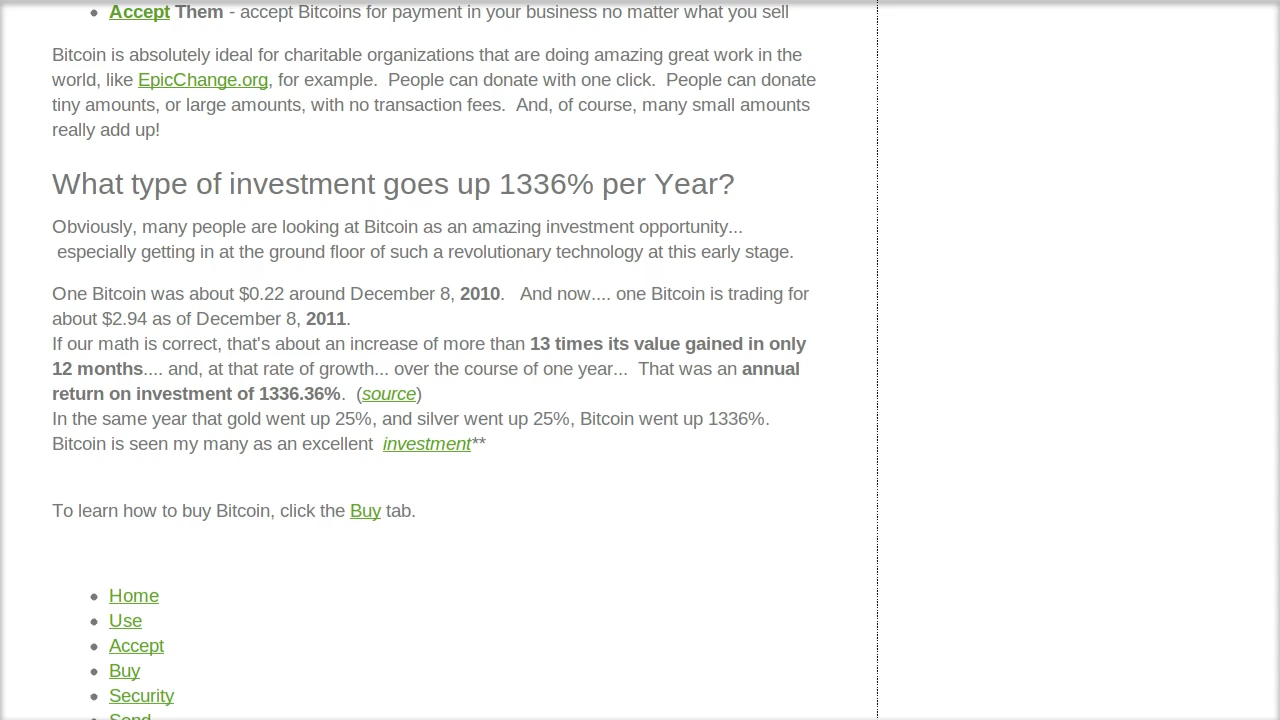 Accept Them - accept Bitcoins for payment in your business no matter what you sell
Bitcoin is absolutely ideal for charitable organizations that are doing amazing great work in the
world, like EpicChange.org, for example.  People can donate with one click.  People can donate
tiny amounts, or large amounts, with no transaction fees.  And, of course, many small amounts
really add up!
What type of investment goes up 1336% per Year?
Obviously, many people are looking at Bitcoin as an amazing investment opportunity...
especially getting in at the ground floor of such a revolutionary technology at this early stage.
One Bitcoin was about $0.22 around December 8, 2010.   And now.... one Bitcoin is trading for
about $2.94 as of December 8, 2011.
If our math is correct, that's about an increase of more than 13 times its value gained in only
12 months.... and, at that rate of growth... over the course of one year...  That was an annual
return on investment of 1336.36%.  (source)
In the same year that gold went up 25%, and silver went up 25%, Bitcoin went up 1336%.
Bitcoin is seen my many as an excellent  investment**
To learn how to buy Bitcoin, click the Buy tab.
Home
Use
Accept
Buy
Security
Send